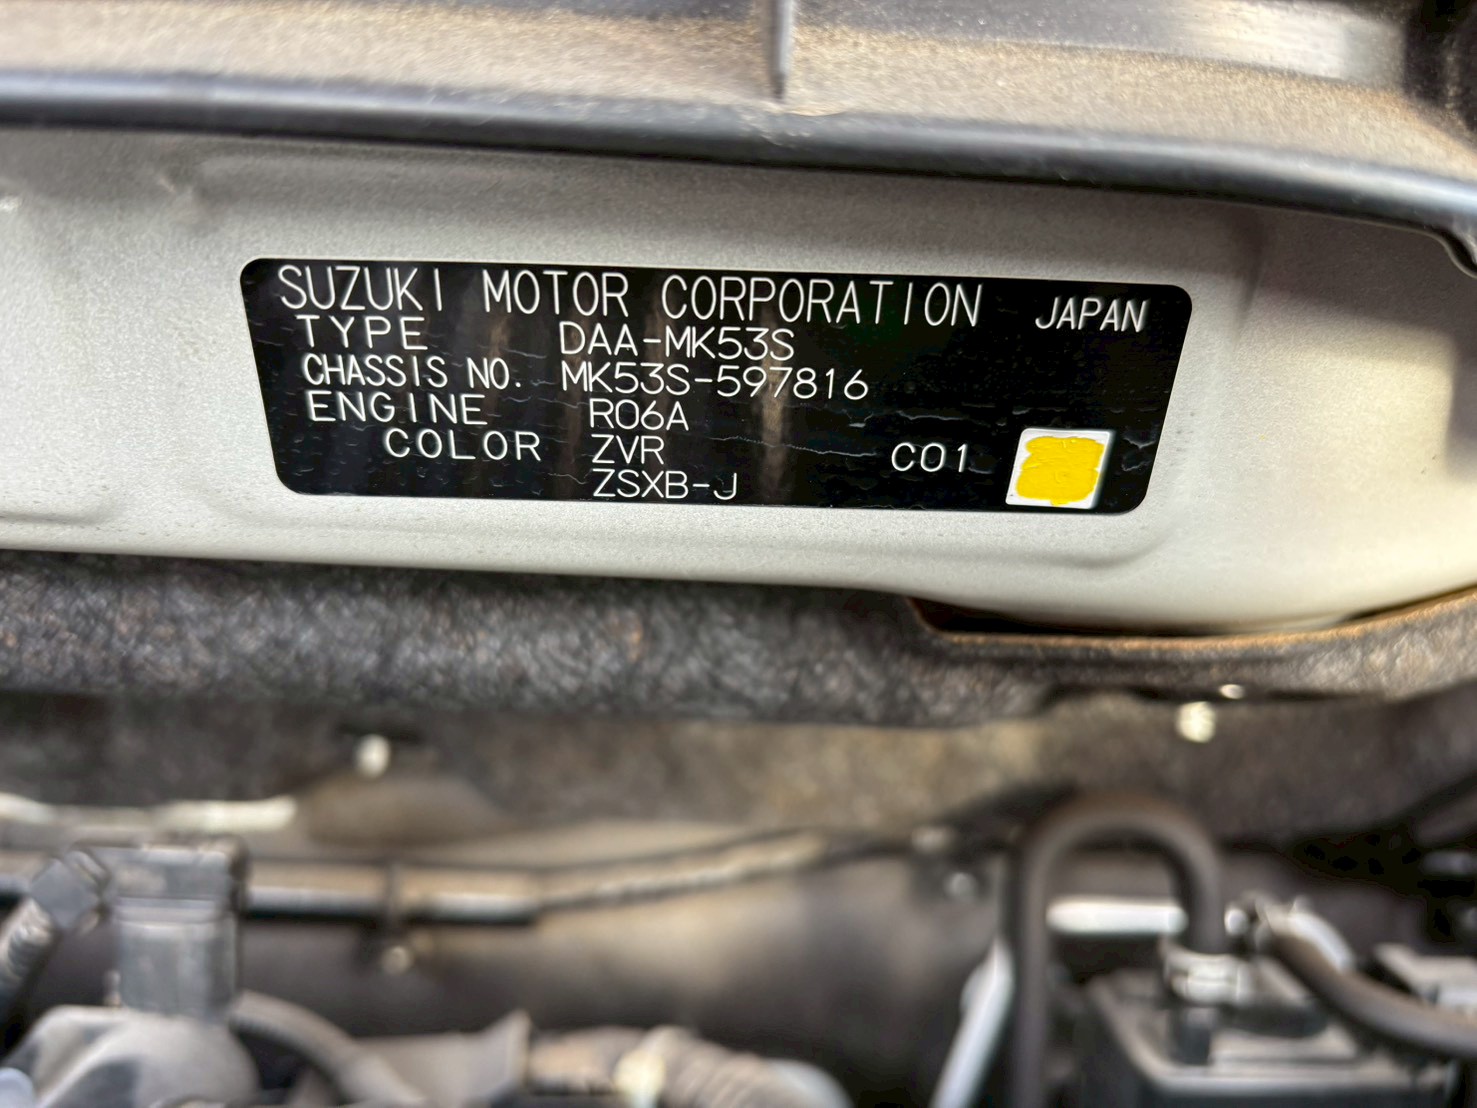 SUZUKI MOTOR CORPORATION JAPAN
TYPE DAA-MK53S
CHASSIS NO. MK53S-597816
ENGINE R06A
COLOR ZVR C01
ZSXB-J